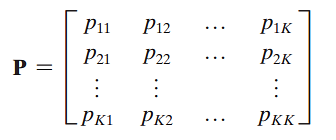 p11 p12 ⋯ p1K
P = p21 p22 ⋯ p2K
⋮ ⋮ ⋮
pK1 pK2 ⋯ pKK